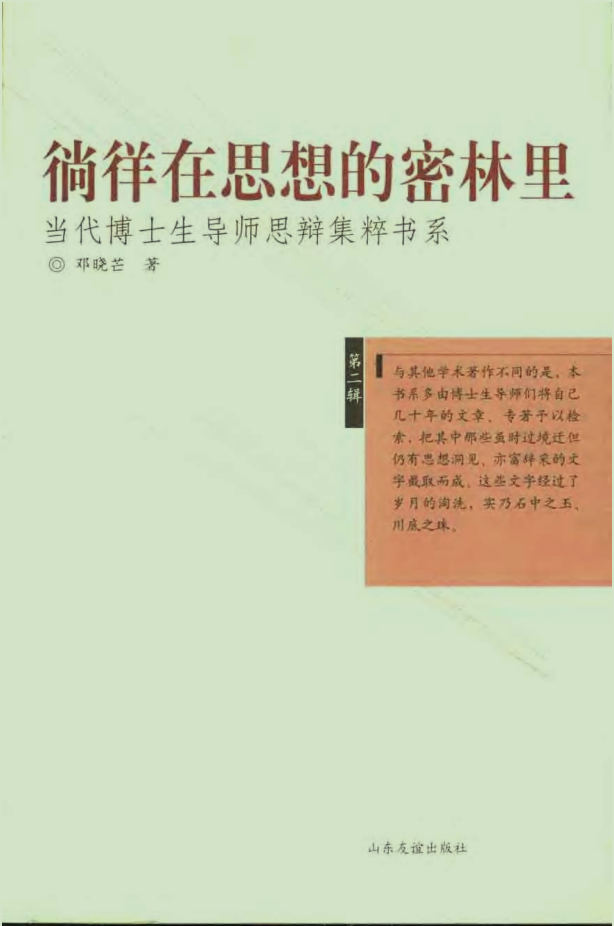 徜徉在思想的密林里
当代博士生导师思辩集粹书系
◎ 邓晓芒 著
第二辑
与其他学术著作不同的是，本
书系多由博士生导师们将自己
几十年的文章、专著予以检
索，把其中那些虽时过境迁但
仍有思想洞见、亦富辞采的文
字截取而成。这些文字经过了
岁月的淘洗，实乃石中之玉、
川底之珠。
山东友谊出版社